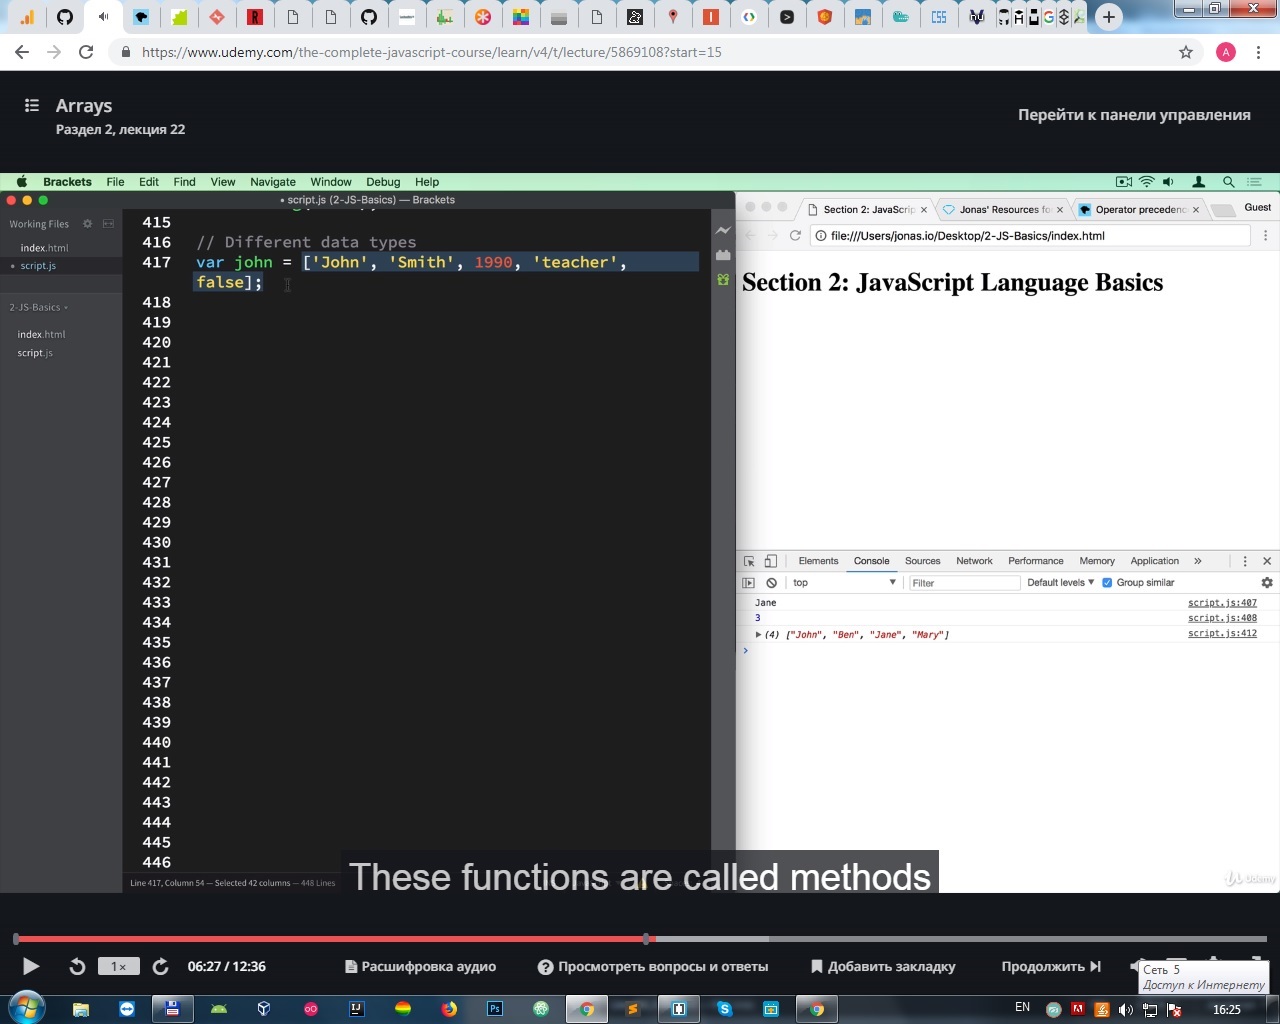 https://www.udemy.com/the-complete-javascript-course/learn/v4/t/lecture/5869108?start=15
A
Arrays
Раздел 2, лекция 22
Перейти к панели управления
Brackets File Edit Find View Navigate Window Debug Help
• script.js (2-JS-Basics) — Brackets
Working Files
index.html
script.js
2-JS-Basics
index.html
script.js
415
416 // Different data types
417 var john = ['John', 'Smith', 1990, 'teacher',
false];
418
419
420
421
422
423
424
425
426
427
428
429
430
431
432
433
434
435
436
437
438
439
440
441
442
443
444
445
446
Line 417, Column 54 — Selected 42 columns — 448 Lines
Section 2: JavaScrip
Jonas' Resources fo
Operator precedenc
Guest
file:///Users/jonas.io/Desktop/2-JS-Basics/index.html
Section 2: JavaScript Language Basics
Elements Console Sources Network Performance Memory Application »
top Filter Default levels Group similar
Jane script.js:407
3 script.js:408
(4) ["John", "Ben", "Jane", "Mary"] script.js:412
These functions are called methods
Udemy
1× 06:27 / 12:36 Расшифровка аудио Просмотреть вопросы и ответы Добавить закладку Продолжить
Сеть 5
Доступ к Интернету
EN 16:25